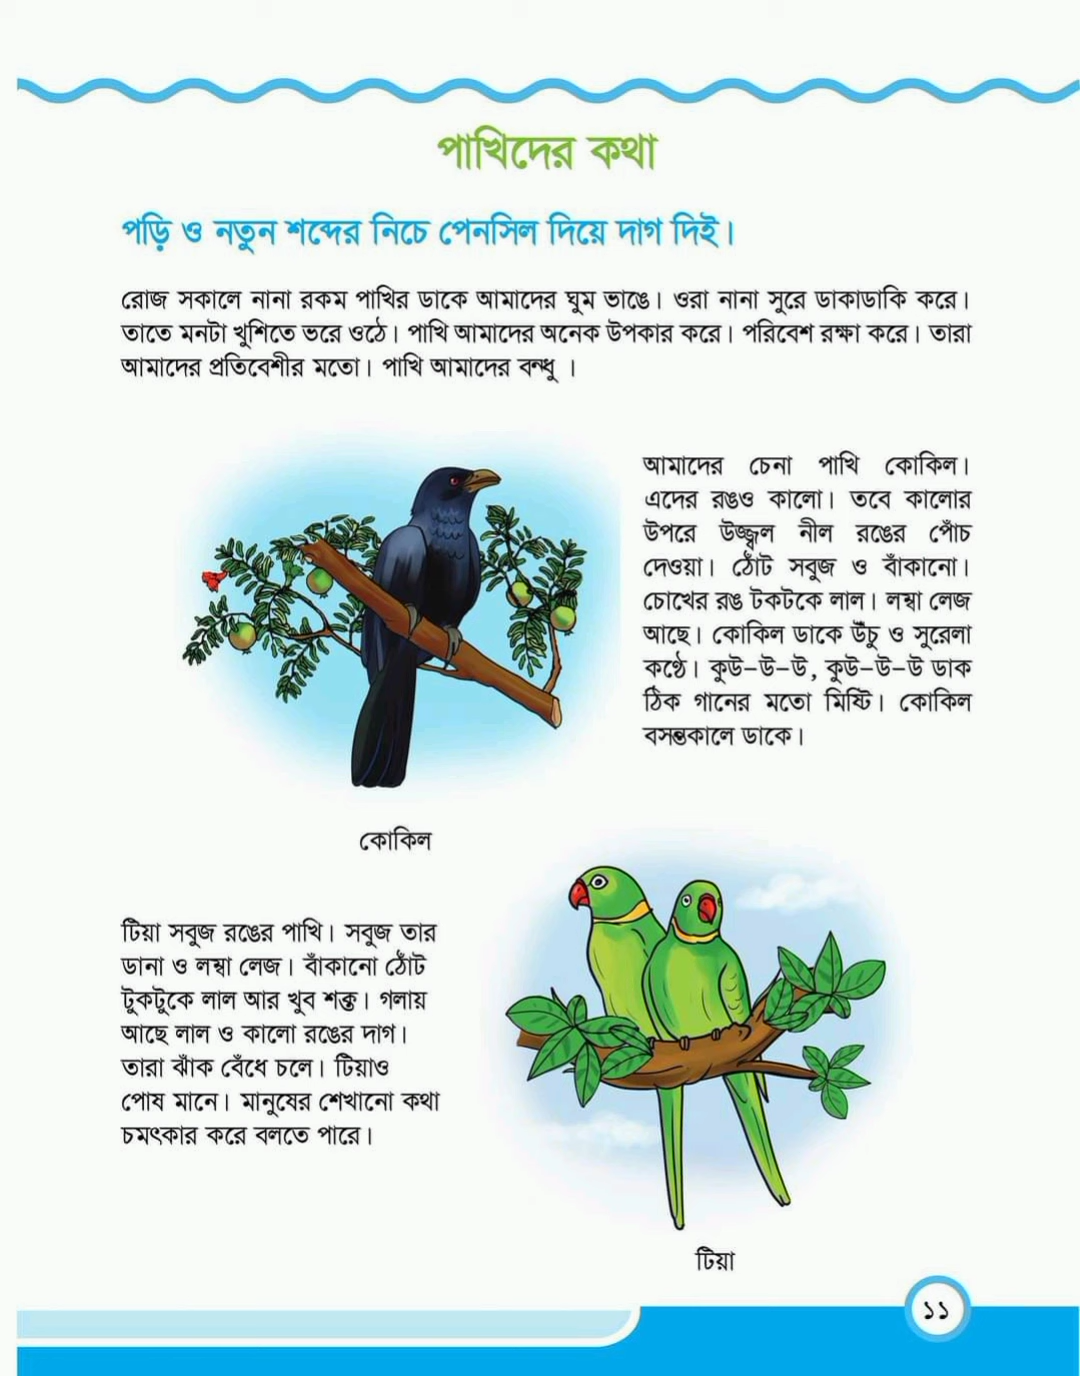 পাখিদের কথা
পড়ি ও নতুন শব্দের নিচে পেনসিল দিয়ে দাগ দিই।
রোজ সকালে নানা রকম পাখির ডাকে আমাদের ঘুম ভাঙে। ওরা নানা সুরে ডাকাডাকি করে।
তাতে মনটা খুশিতে ভরে ওঠে। পাখি আমাদের অনেক উপকার করে। পরিবেশ রক্ষা করে। তারা
আমাদের প্রতিবেশীর মতো। পাখি আমাদের বন্ধু ।
আমাদের চেনা পাখি কোকিল।
এদের রঙও কালো। তবে কালোর
উপরে উজ্জ্বল নীল রঙের পোঁচ
দেওয়া। ঠোঁট সবুজ ও বাঁকানো।
চোখের রঙ টকটকে লাল। লম্বা লেজ
আছে। কোকিল ডাকে উঁচু ও সুরেলা
কণ্ঠে। কুউ-উ-উ, কুউ-উ-উ ডাক
ঠিক গানের মতো মিষ্টি। কোকিল
বসন্তকালে ডাকে।
কোকিল
টিয়া সবুজ রঙের পাখি। সবুজ তার
ডানা ও লম্বা লেজ। বাঁকানো ঠোঁট
টুকটুকে লাল আর খুব শক্ত। গলায়
আছে লাল ও কালো রঙের দাগ।
তারা ঝাঁক বেঁধে চলে। টিয়াও
পোষ মানে। মানুষের শেখানো কথা
চমৎকার করে বলতে পারে।
টিয়া
১১